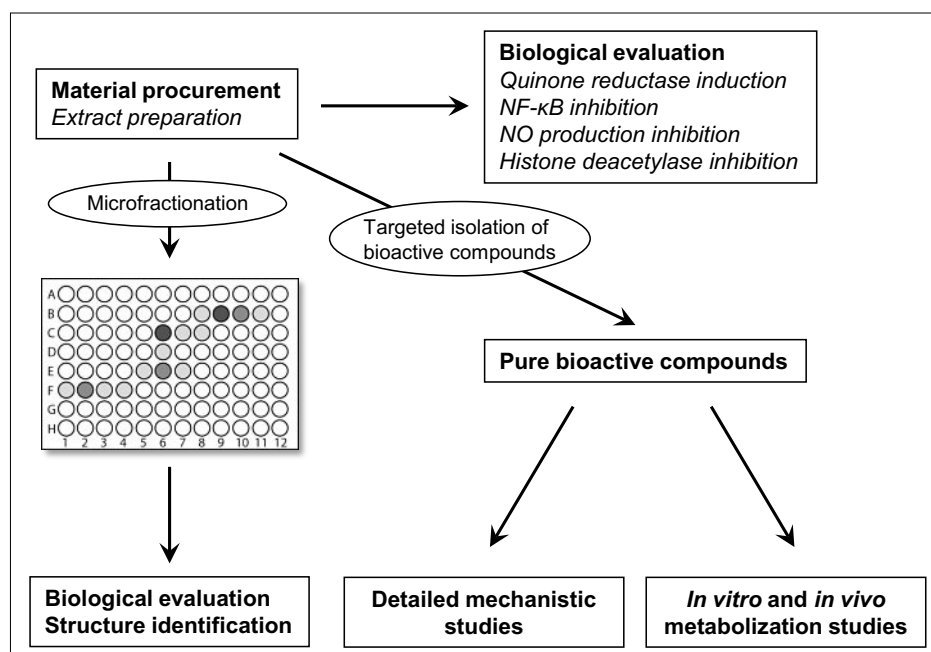 Material procurement
Extract preparation
Biological evaluation
Quinone reductase induction
NF-κB inhibition
NO production inhibition
Histone deacetylase inhibition
Microfractionation
Targeted isolation of
bioactive compounds
A
B
C
D
E
F
G
H
1 2 3 4 5 6 7 8 9 10 11 12
Pure bioactive compounds
Biological evaluation
Structure identification
Detailed mechanistic
studies
In vitro and in vivo
metabolization studies